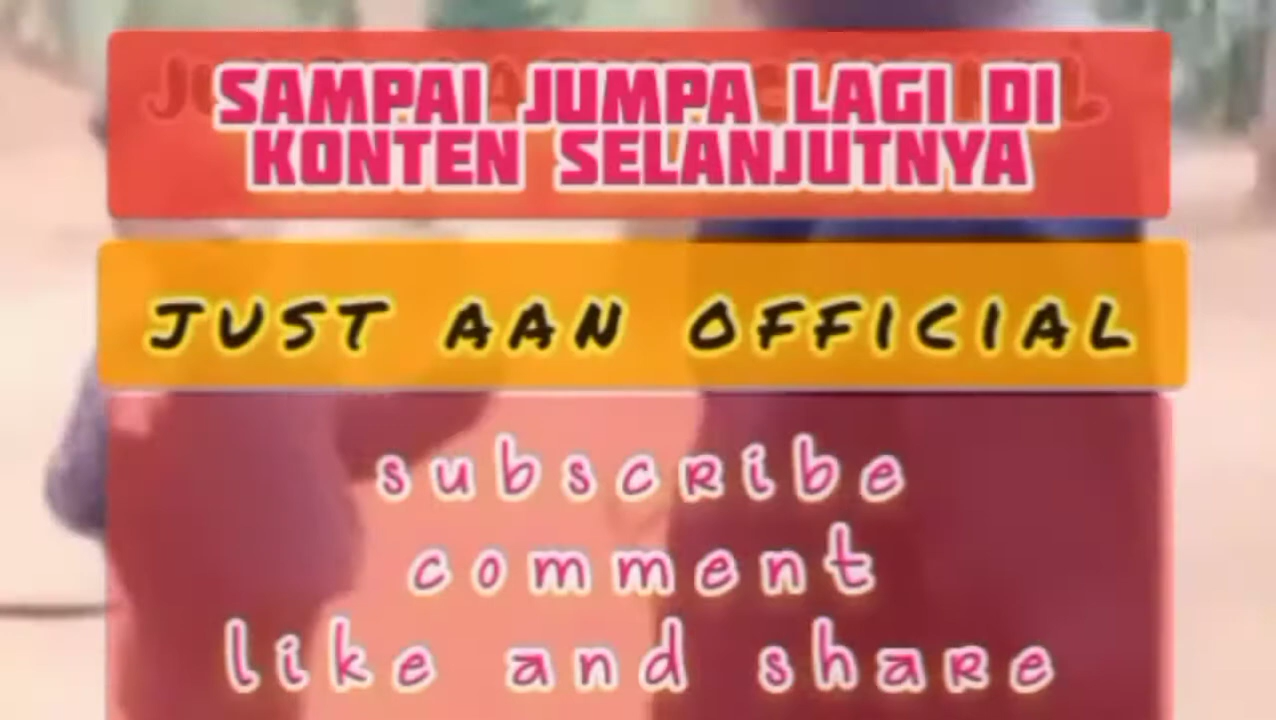 SAMPAI JUMPA LAGI DI
KONTEN SELANJUTNYA
JUST AAN OFFICIAL
subscribe
comment
like and share